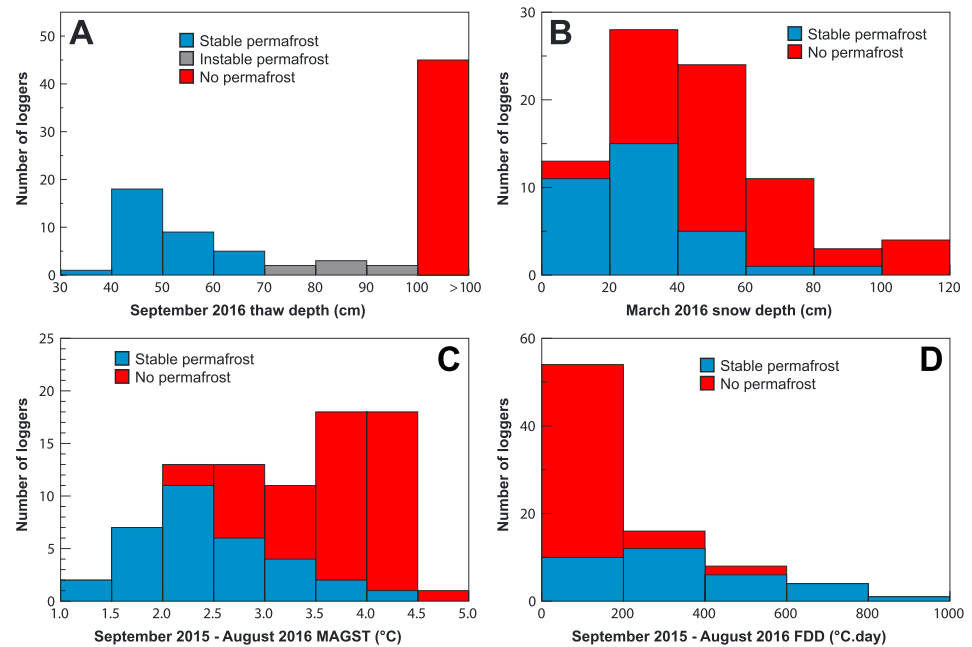 A
Stable permafrost
Instable permafrost
No permafrost
Number of loggers
50
40
30
20
10
0
30 40 50 60 70 80 90 100 >100
September 2016 thaw depth (cm)
B
Stable permafrost
No permafrost
Number of loggers
30
20
10
0
0 20 40 60 80 100 120
March 2016 snow depth (cm)
C
Stable permafrost
No permafrost
Number of loggers
25
20
15
10
5
0
1.0 1.5 2.0 2.5 3.0 3.5 4.0 4.5 5.0
September 2015 - August 2016 MAGST (°C)
D
Stable permafrost
No permafrost
Number of loggers
60
40
20
0
0 200 400 600 800 1000
September 2015 - August 2016 FDD (°C.day)